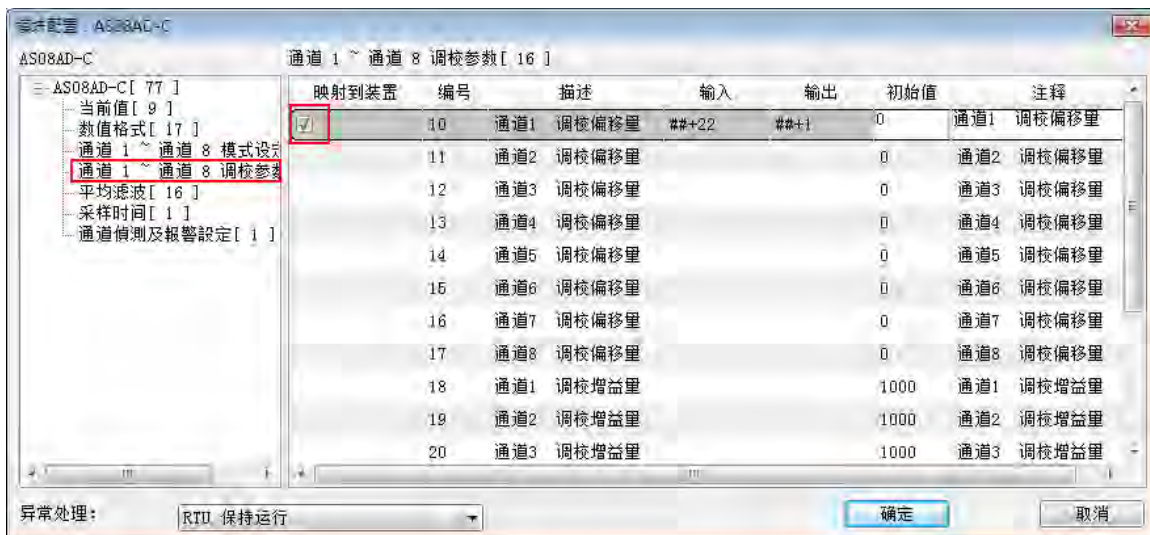 模块配置 : AS08AD-C
AS08AD-C
AS08AD-C[ 77 ]
当前值[ 9 ]
数值格式[ 17 ]
通道 1 ~ 通道 8 模式设定
通道 1 ~ 通道 8 调校参数
平均滤波[ 16 ]
采样时间[ 1 ]
通道偵測及报警設定[ 1 ]
通道 1 ~ 通道 8 调校参数[ 16 ]
映射到装置 编号 描述 输入 输出 初始值 注释
10 通道1 调校偏移量 ##+22 ##+1 0 通道1 调校偏移量
11 通道2 调校偏移量 0 通道2 调校偏移量
12 通道3 调校偏移量 0 通道3 调校偏移量
13 通道4 调校偏移量 0 通道4 调校偏移量
14 通道5 调校偏移量 0 通道5 调校偏移量
15 通道6 调校偏移量 0 通道6 调校偏移量
16 通道7 调校偏移量 0 通道7 调校偏移量
17 通道8 调校偏移量 0 通道8 调校偏移量
18 通道1 调校增益量 1000 通道1 调校增益量
19 通道2 调校增益量 1000 通道2 调校增益量
20 通道3 调校增益量 1000 通道3 调校增益量
异常处理: RTU 保持运行 确定 取消